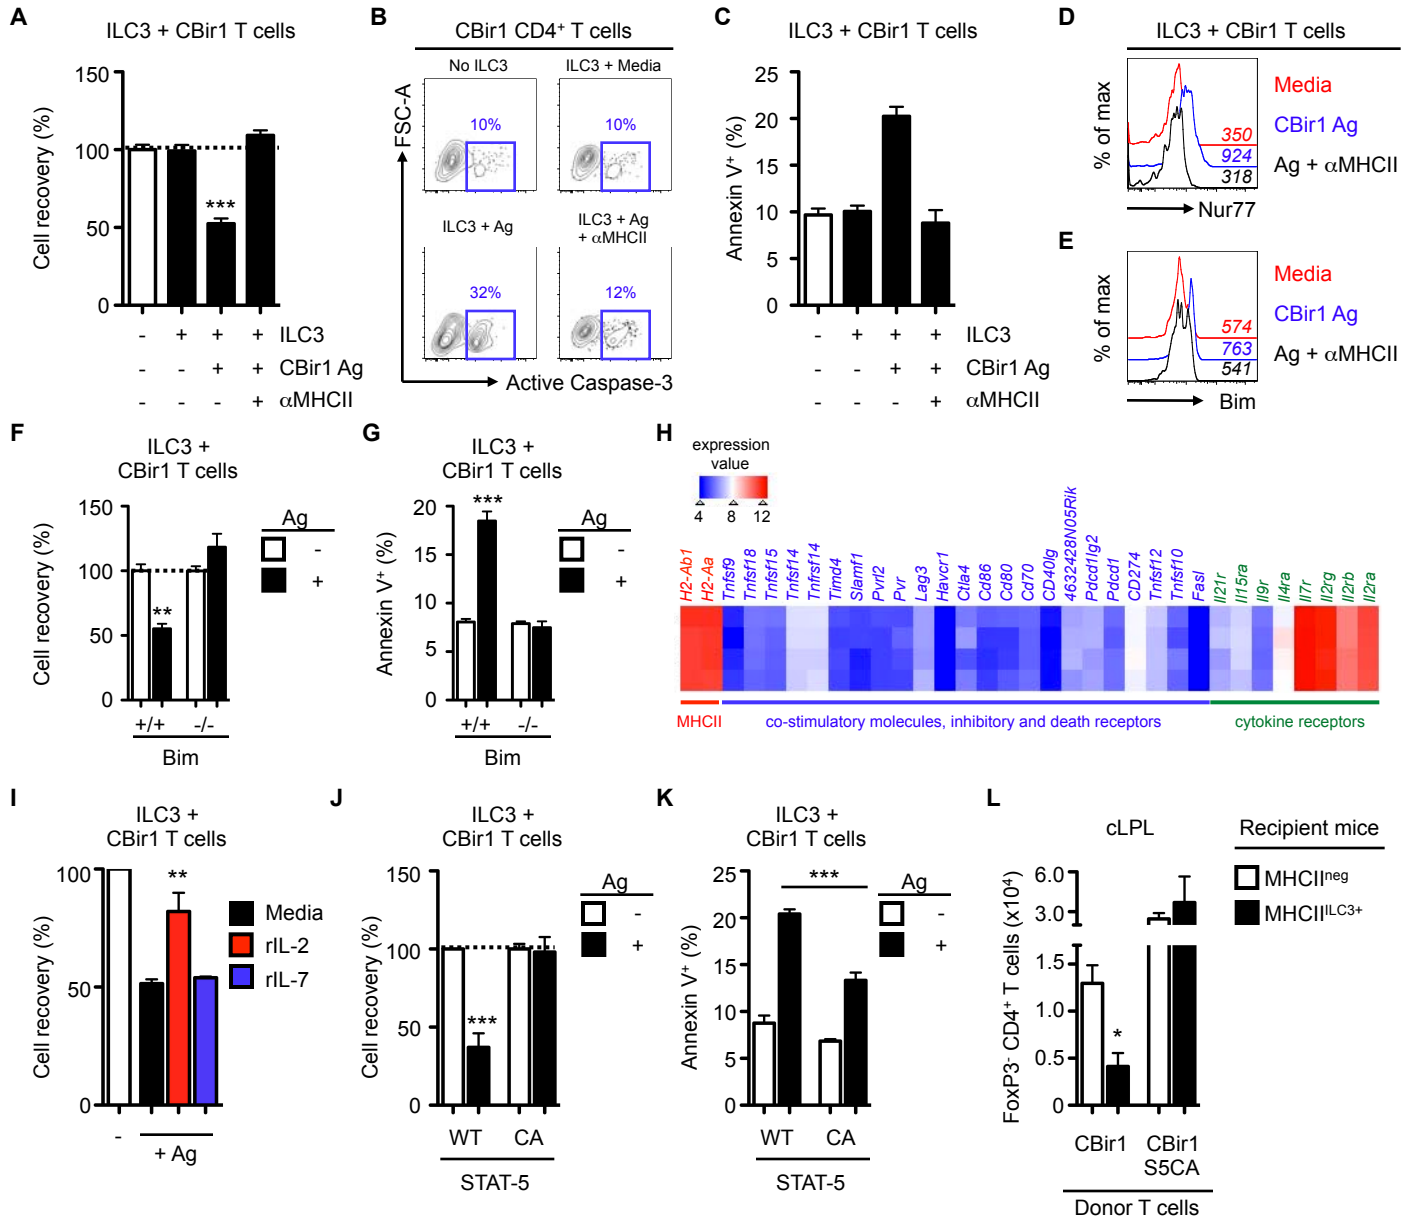 A
ILC3 + CBir1 T cells
Cell recovery (%)
150
100
50
0
***
- + + + ILC3
- - + + CBir1 Ag
- - - + αMHCII
B
CBir1 CD4+ T cells
No ILC3
ILC3 + Media
10%
10%
ILC3 + Ag
ILC3 + Ag
+ αMHCII
32%
12%
FSC-A
Active Caspase-3
C
ILC3 + CBir1 T cells
Annexin V+ (%)
25
20
15
10
5
0
- + + + ILC3
- - + + CBir1 Ag
- - - + αMHCII
D
ILC3 + CBir1 T cells
% of max
350
924
318
Media
CBir1 Ag
Ag + αMHCII
Nur77
E
% of max
574
763
541
Media
CBir1 Ag
Ag + αMHCII
Bim
F
ILC3 +
CBir1 T cells
Cell recovery (%)
150
100
50
0
**
+/+ -/-
Bim
Ag
-
+
G
ILC3 +
CBir1 T cells
Annexin V+ (%)
20
15
10
5
0
***
+/+ -/-
Bim
Ag
-
+
H
expression
value
4 8 12
H2-Ab1
H2-Aa
Tnfsf9
Tnfsf18
Tnfsf15
Tnfsf14
Tnfrsf14
Timd4
Slamf1
Pvrl2
Pvr
Lag3
Havcr1
Ctla4
Cd86
Cd80
Cd70
CD40lg
4632428N05Rik
Pdcd1lg2
Pdcd1
CD274
Tnfsf12
Tnfsf10
Fasl
Il21r
Il15ra
Il9r
Il4ra
Il7r
Il2rg
Il2rb
Il2ra
MHCII
co-stimulatory molecules, inhibitory and death receptors
cytokine receptors
I
ILC3 +
CBir1 T cells
Cell recovery (%)
100
50
0
**
-
+ Ag
Media
rIL-2
rIL-7
J
ILC3 +
CBir1 T cells
Cell recovery (%)
150
100
50
0
***
WT CA
STAT-5
Ag
-
+
K
ILC3 +
CBir1 T cells
Annexin V+ (%)
25
20
15
10
5
0
***
WT CA
STAT-5
Ag
-
+
L
cLPL
FoxP3- CD4+ T cells (x10⁴)
6.0
3.0
1.5
1.0
0.5
0
*
CBir1
CBir1
S5CA
Donor T cells
Recipient mice
MHCIIneg
MHCIIILC3+